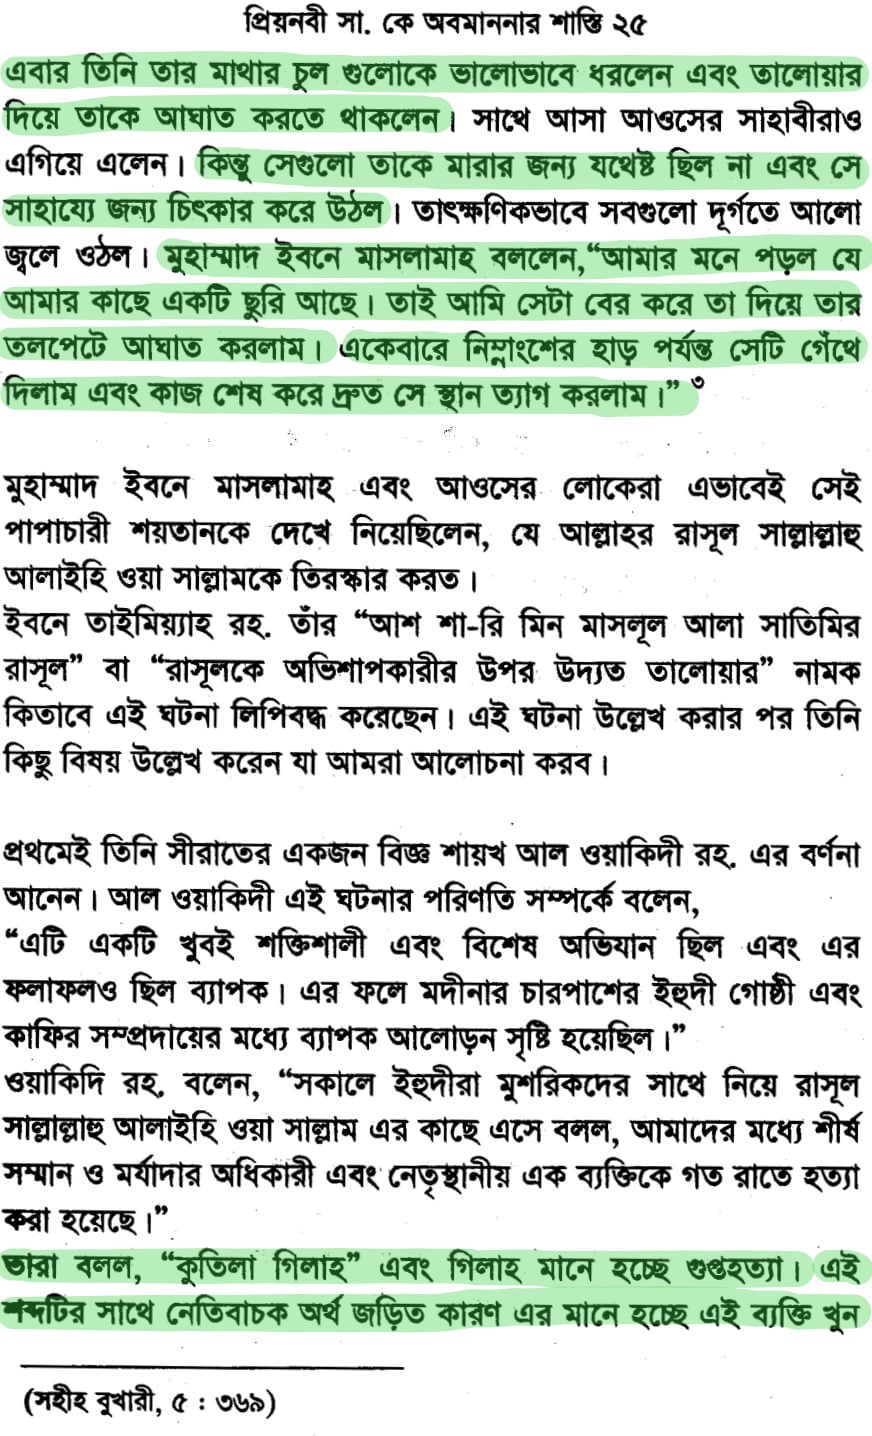 প্রিয়নবী সা. কে অবমাননার শাস্তি ২৫
এবার তিনি তার মাথার চুল গুলোকে ভালোভাবে ধরলেন এবং তালোয়ার
দিয়ে তাকে আঘাত করতে থাকলেন। সাথে আসা আওসের সাহাবীরাও
এগিয়ে এলেন। কিন্তু সেগুলো তাকে মারার জন্য যথেষ্ট ছিল না এবং সে
সাহায্যে জন্য চিৎকার করে উঠল। তাৎক্ষণিকভাবে সবগুলো দূর্গতে আলো
জ্বলে ওঠল। মুহাম্মাদ ইবনে মাসলামাহ বললেন,“আমার মনে পড়ল যে
আমার কাছে একটি ছুরি আছে। তাই আমি সেটা বের করে তা দিয়ে তার
তলপেটে আঘাত করলাম। একেবারে নিম্নাংশের হাড় পর্যন্ত সেটি গেঁথে
দিলাম এবং কাজ শেষ করে দ্রুত সে স্থান ত্যাগ করলাম।” ৩
মুহাম্মাদ ইবনে মাসলামাহ এবং আওসের লোকেরা এভাবেই সেই
পাপাচারী শয়তানকে দেখে নিয়েছিলেন, যে আল্লাহর রাসূল সাল্লাল্লাহু
আলাইহি ওয়া সাল্লামকে তিরস্কার করত।
ইবনে তাইমিয়্যাহ রহ. তাঁর “আশ শা-রি মিন মাসলূল আলা সাতিমির
রাসূল” বা “রাসূলকে অভিশাপকারীর উপর উদ্যত তালোয়ার” নামক
কিতাবে এই ঘটনা লিপিবদ্ধ করেছেন। এই ঘটনা উল্লেখ করার পর তিনি
কিছু বিষয় উল্লেখ করেন যা আমরা আলোচনা করব।
প্রথমেই তিনি সীরাতের একজন বিজ্ঞ শায়খ আল ওয়াকিদী রহ. এর বর্ণনা
আনেন। আল ওয়াকিদী এই ঘটনার পরিণতি সম্পর্কে বলেন,
“এটি একটি খুবই শক্তিশালী এবং বিশেষ অভিযান ছিল এবং এর
ফলাফলও ছিল ব্যাপক। এর ফলে মদীনার চারপাশের ইহুদী গোষ্ঠী এবং
কাফির সম্প্রদায়ের মধ্যে ব্যাপক আলোড়ন সৃষ্টি হয়েছিল।”
ওয়াকিদি রহ. বলেন, “সকালে ইহুদীরা মুশরিকদের সাথে নিয়ে রাসূল
সাল্লাল্লাহু আলাইহি ওয়া সাল্লাম এর কাছে এসে বলল, আমাদের মধ্যে শীর্ষ
সম্মান ও মর্যাদার অধিকারী এবং নেতৃস্থানীয় এক ব্যক্তিকে গত রাতে হত্যা
করা হয়েছে।”
তারা বলল, “কুতিলা গিলাহ” এবং গিলাহ মানে হচ্ছে গুপ্তহত্যা। এই
শব্দটির সাথে নেতিবাচক অর্থ জড়িত কারণ এর মানে হচ্ছে এই ব্যক্তি খুন
(সহীহ বুখারী, ৫ : ৩৬৯)